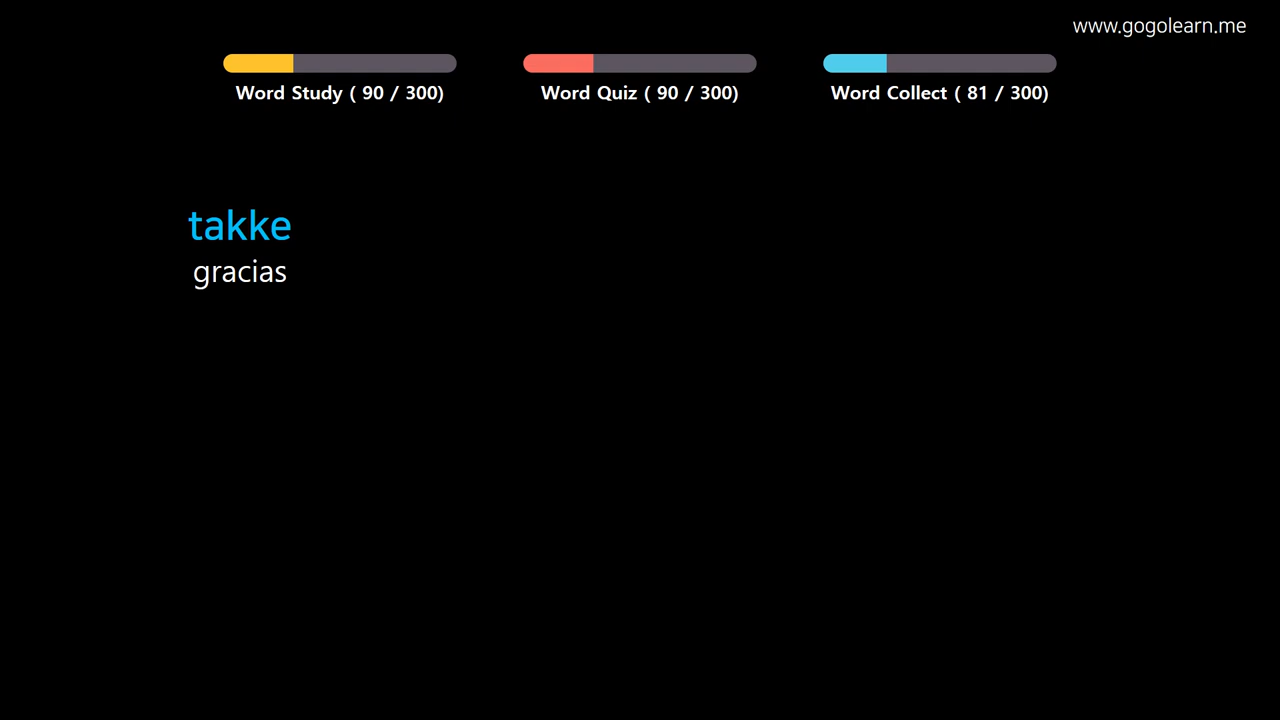 www.gogolearn.me
Word Study ( 90 / 300)
Word Quiz ( 90 / 300)
Word Collect ( 81 / 300)
takke
gracias